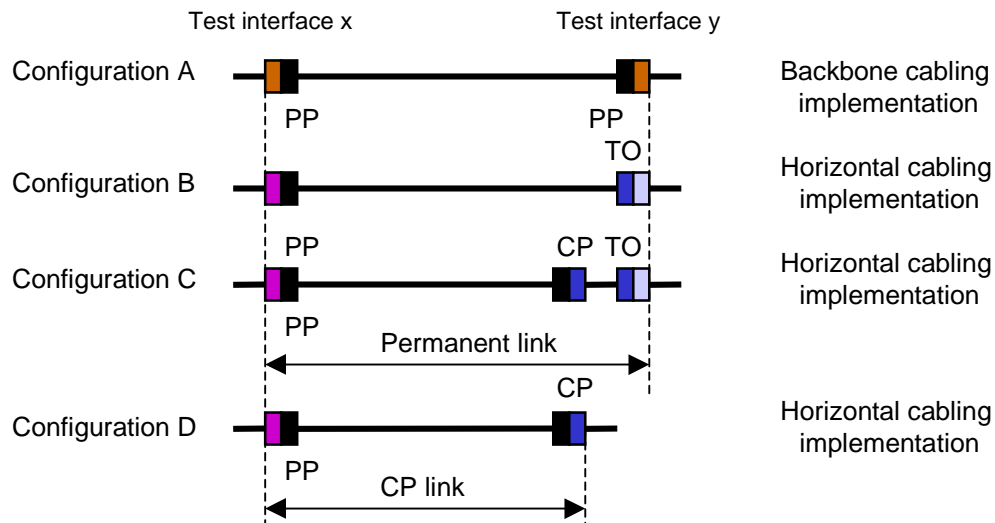 Test interface x
Test interface y
Configuration A
Backbone cabling
implementation
PP
PP
TO
Configuration B
Horizontal cabling
implementation
PP
CP
TO
Configuration C
Horizontal cabling
implementation
PP
Permanent link
CP
Configuration D
Horizontal cabling
implementation
PP
CP link